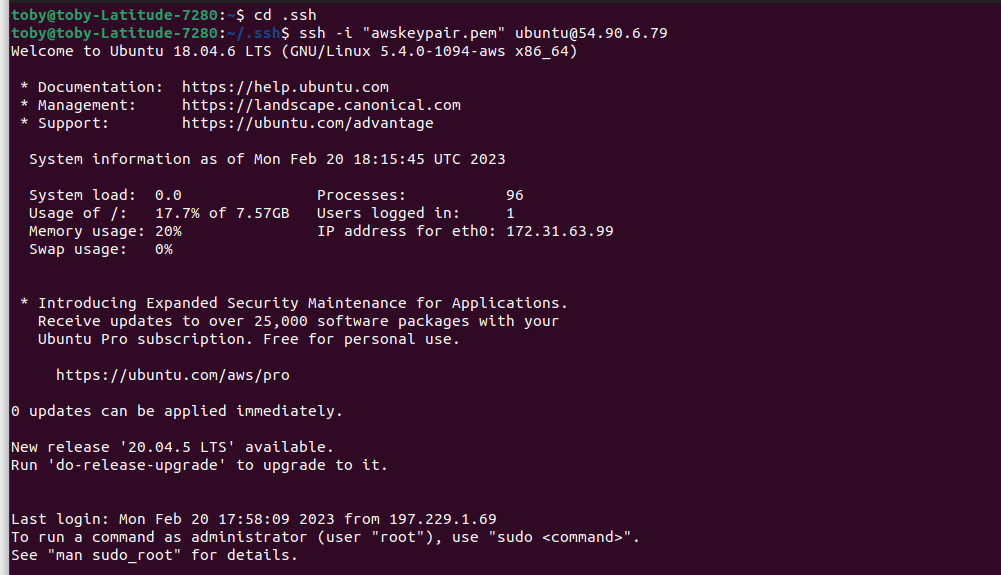 toby@toby-Latitude-7280:~$ cd .ssh
toby@toby-Latitude-7280:~/.ssh$ ssh -i "awskeypair.pem" ubuntu@54.90.6.79
Welcome to Ubuntu 18.04.6 LTS (GNU/Linux 5.4.0-1094-aws x86_64)
* Documentation:  https://help.ubuntu.com
* Management:     https://landscape.canonical.com
* Support:        https://ubuntu.com/advantage
System information as of Mon Feb 20 18:15:45 UTC 2023
System load:  0.0               Processes:           96
Usage of /:   17.7% of 7.57GB   Users logged in:     1
Memory usage: 20%               IP address for eth0: 172.31.63.99
Swap usage:   0%
* Introducing Expanded Security Maintenance for Applications.
Receive updates to over 25,000 software packages with your
Ubuntu Pro subscription. Free for personal use.
https://ubuntu.com/aws/pro
0 updates can be applied immediately.
New release '20.04.5 LTS' available.
Run 'do-release-upgrade' to upgrade to it.
Last login: Mon Feb 20 17:58:09 2023 from 197.229.1.69
To run a command as administrator (user "root"), use "sudo <command>".
See "man sudo_root" for details.